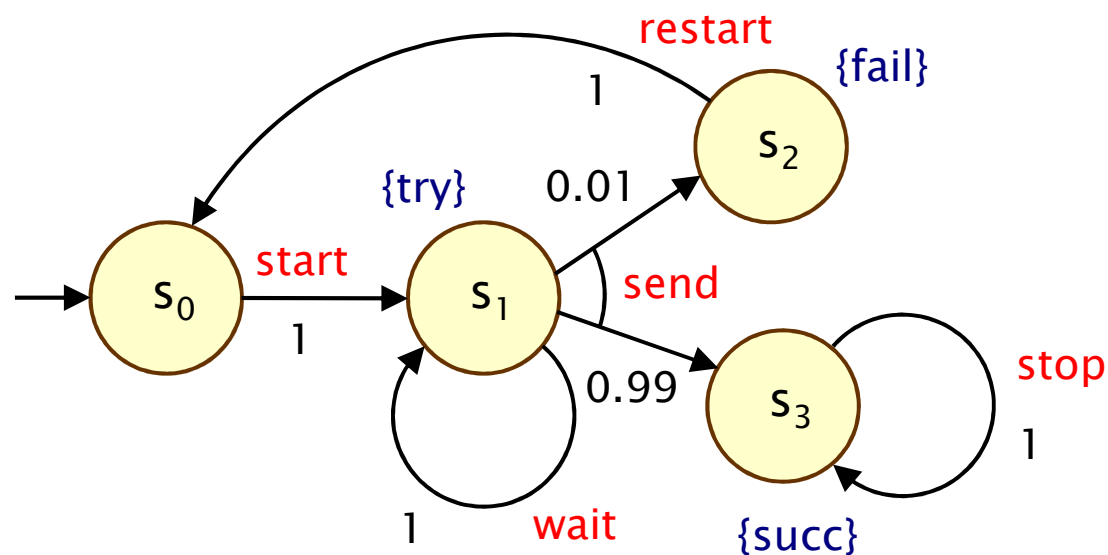 restart
{fail}
1
s₂
{try}
0.01
start
s₀
s₁
send
1
0.99
s₃
stop
1
1
wait
{succ}